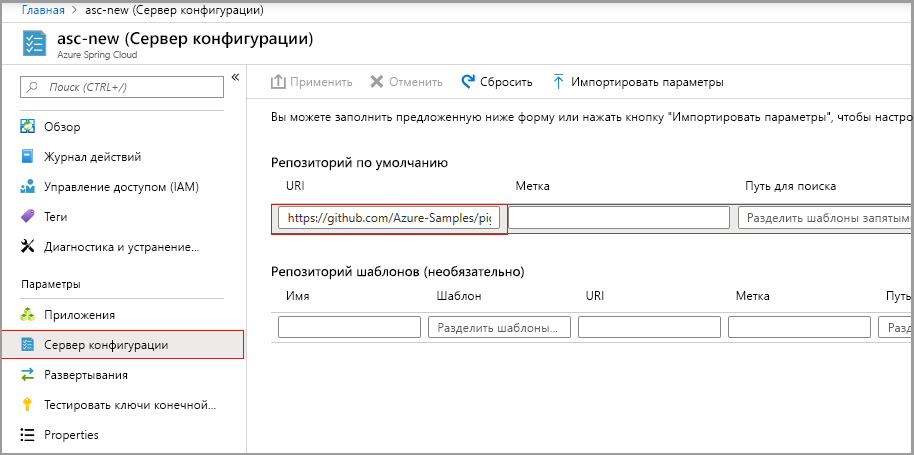 Главная > asc-new (Сервер конфигурации)
asc-new (Сервер конфигурации)
Azure Spring Cloud
Поиск (CTRL+/)
«
Обзор
Журнал действий
Управление доступом (IAM)
Теги
Диагностика и устранение...
Параметры
Приложения
Сервер конфигурации
Развертывания
Тестировать ключи конечной...
Properties
Применить
Отменить
Сбросить
Импортировать параметры
Вы можете заполнить предложенную ниже форму или нажать кнопку "Импортировать параметры", чтобы настро
Репозиторий по умолчанию
URI Метка Путь для поиска
https://github.com/Azure-Samples/pig Разделить шаблоны запятыми
Репозиторий шаблонов (необязательно)
Имя Шаблон URI Метка Путь
Разделить шаблоны... Разд